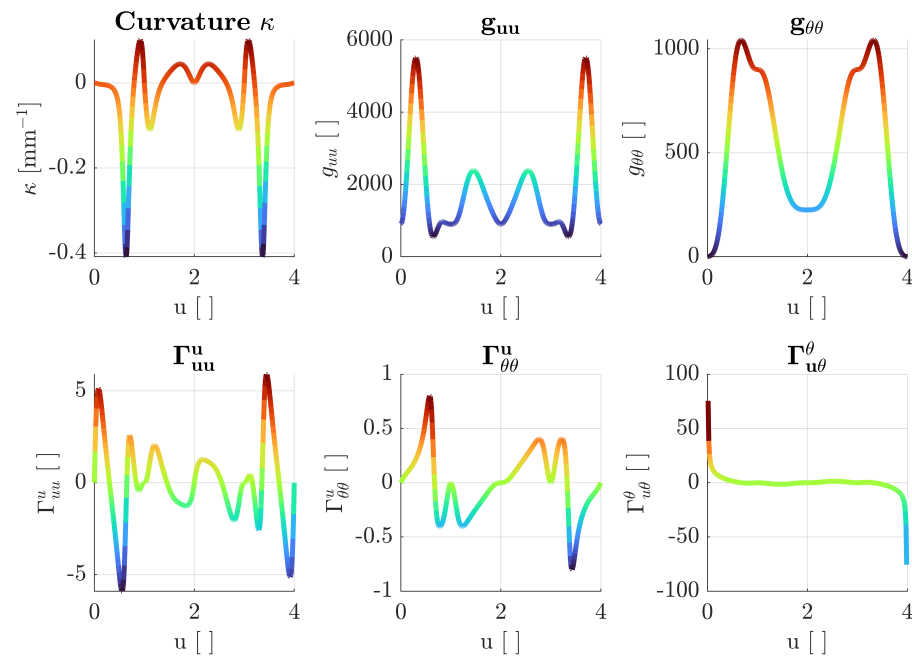 Curvature κ
0
-0.2
-0.4
κ [mm⁻¹]
0 2 4
u [ ]
g_uu
6000
4000
2000
0
g_uu [ ]
0 2 4
u [ ]
g_θθ
1000
500
0
g_θθ [ ]
0 2 4
u [ ]
Γ^u_uu
5
0
-5
Γ^u_uu [ ]
0 2 4
u [ ]
Γ^u_θθ
1
0.5
0
-0.5
-1
Γ^u_θθ [ ]
0 2 4
u [ ]
Γ^θ_uθ
100
50
0
-50
-100
Γ^θ_uθ [ ]
0 2 4
u [ ]